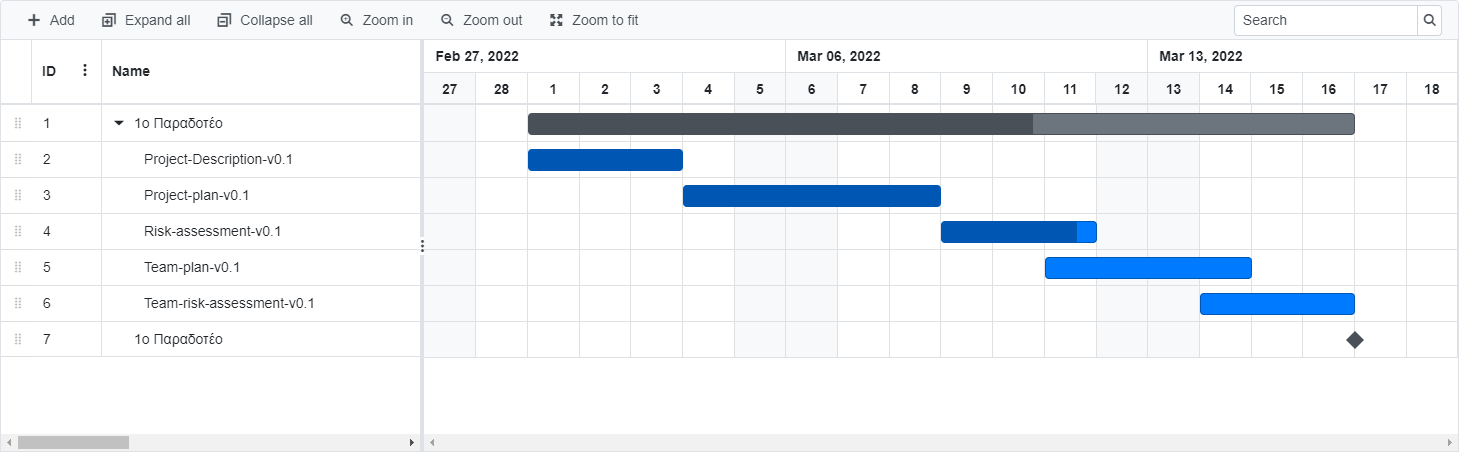 Add Expand all Collapse all Zoom in Zoom out Zoom to fit Search
ID Name Feb 27, 2022 Mar 06, 2022 Mar 13, 2022
27 28 1 2 3 4 5 6 7 8 9 10 11 12 13 14 15 16 17 18
1 1ο Παραδοτέο
2 Project-Description-v0.1
3 Project-plan-v0.1
4 Risk-assessment-v0.1
5 Team-plan-v0.1
6 Team-risk-assessment-v0.1
7 1ο Παραδοτέο